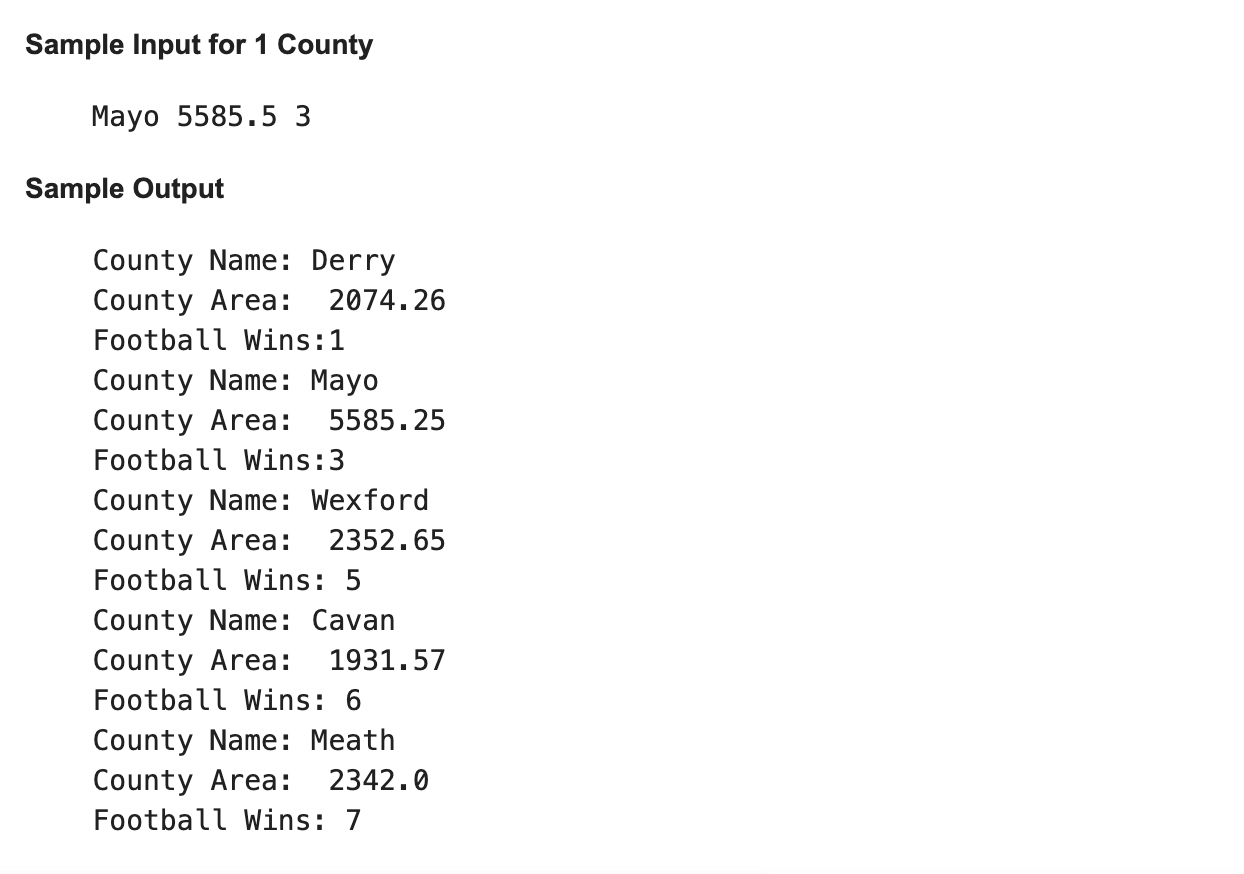 Sample Input for 1 County
Mayo 5585.5 3
Sample Output
County Name: Derry
County Area:  2074.26
Football Wins:1
County Name: Mayo
County Area:  5585.25
Football Wins:3
County Name: Wexford
County Area:  2352.65
Football Wins: 5
County Name: Cavan
County Area:  1931.57
Football Wins: 6
County Name: Meath
County Area:  2342.0
Football Wins: 7